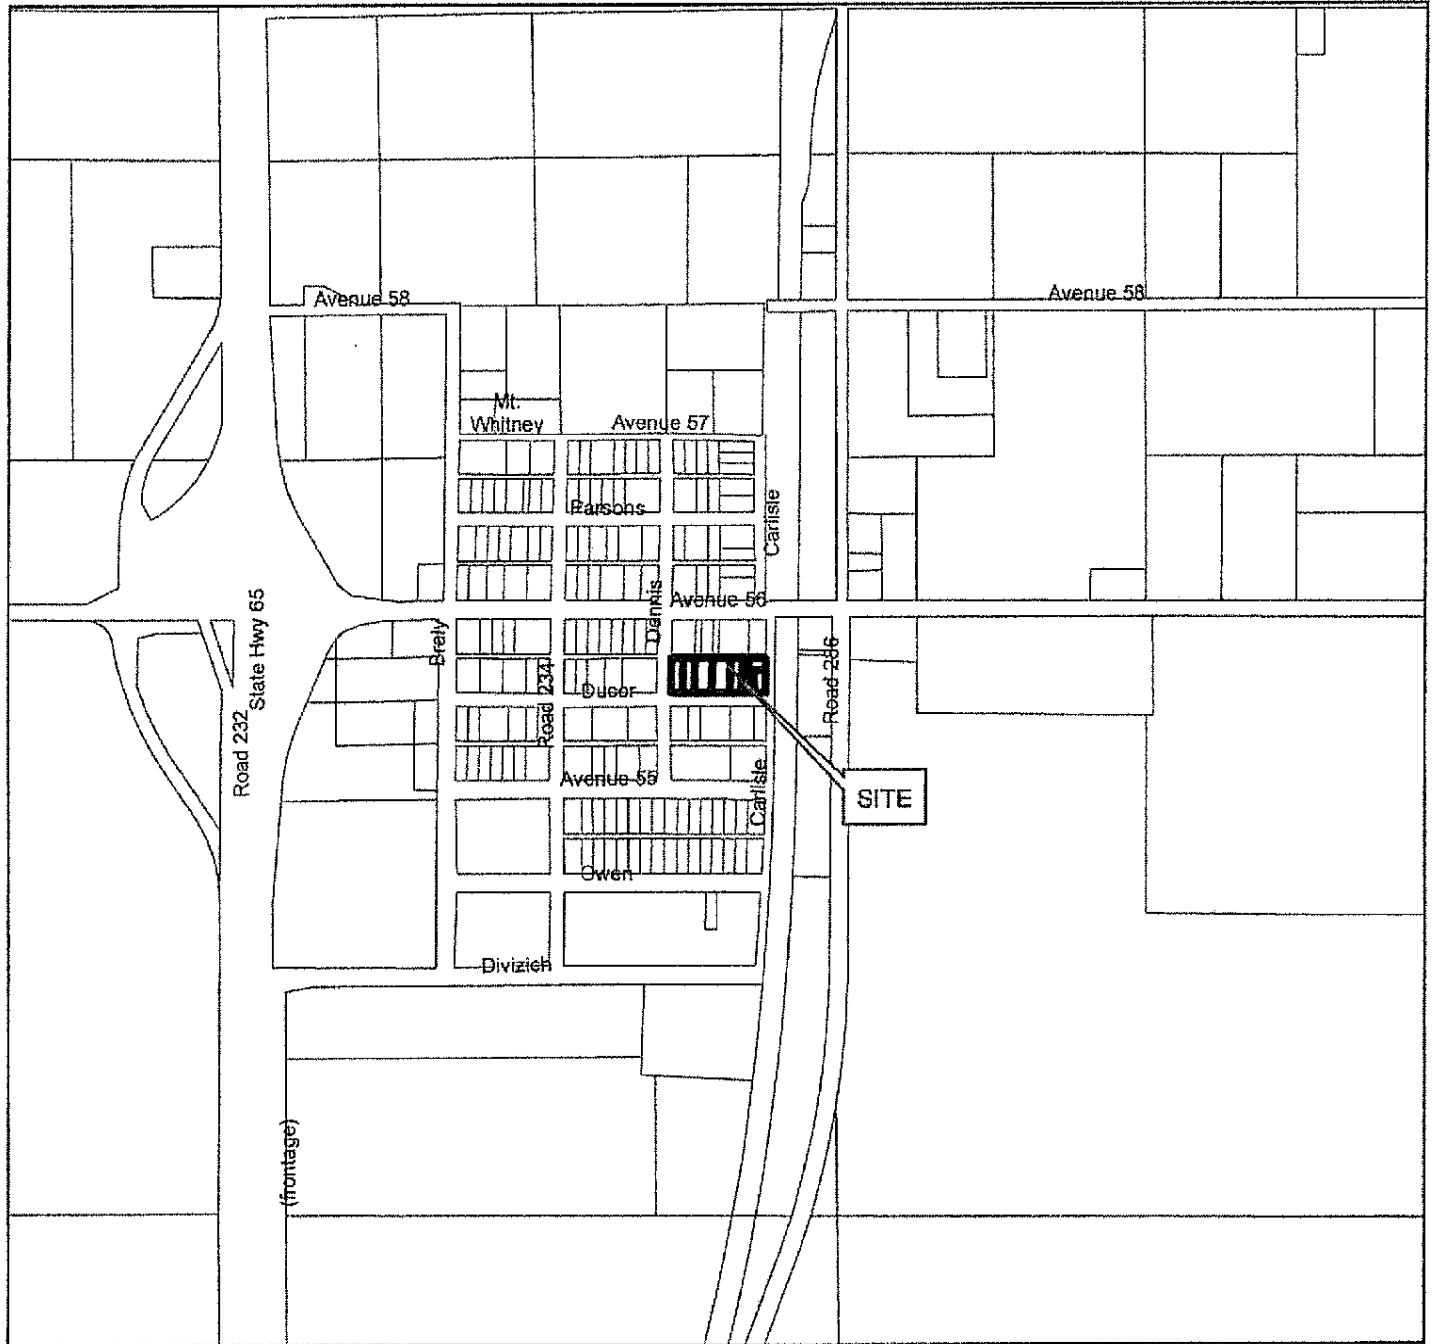 Avenue 58
Avenue 58
Mt.
Whitney
Avenue 57
Parsons
Carlisle
Avenue 56
Dennis
State Hwy 65
Road 232
Road 234
Ducor
Road 236
Avenue 55
Carlisle
SITE
Owen
Divizich
(frontage)